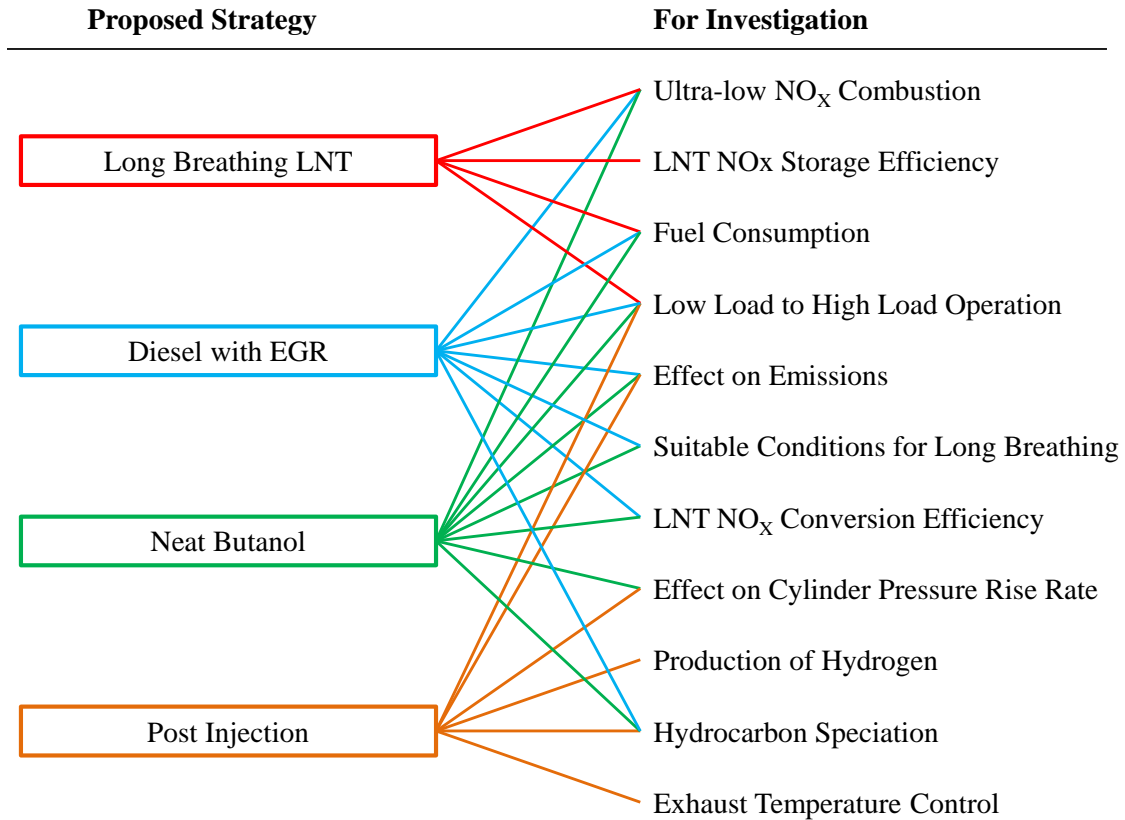 Proposed Strategy
For Investigation
Ultra-low NOX Combustion
Long Breathing LNT
LNT NOx Storage Efficiency
Fuel Consumption
Low Load to High Load Operation
Diesel with EGR
Effect on Emissions
Suitable Conditions for Long Breathing
LNT NOX Conversion Efficiency
Neat Butanol
Effect on Cylinder Pressure Rise Rate
Production of Hydrogen
Post Injection
Hydrocarbon Speciation
Exhaust Temperature Control